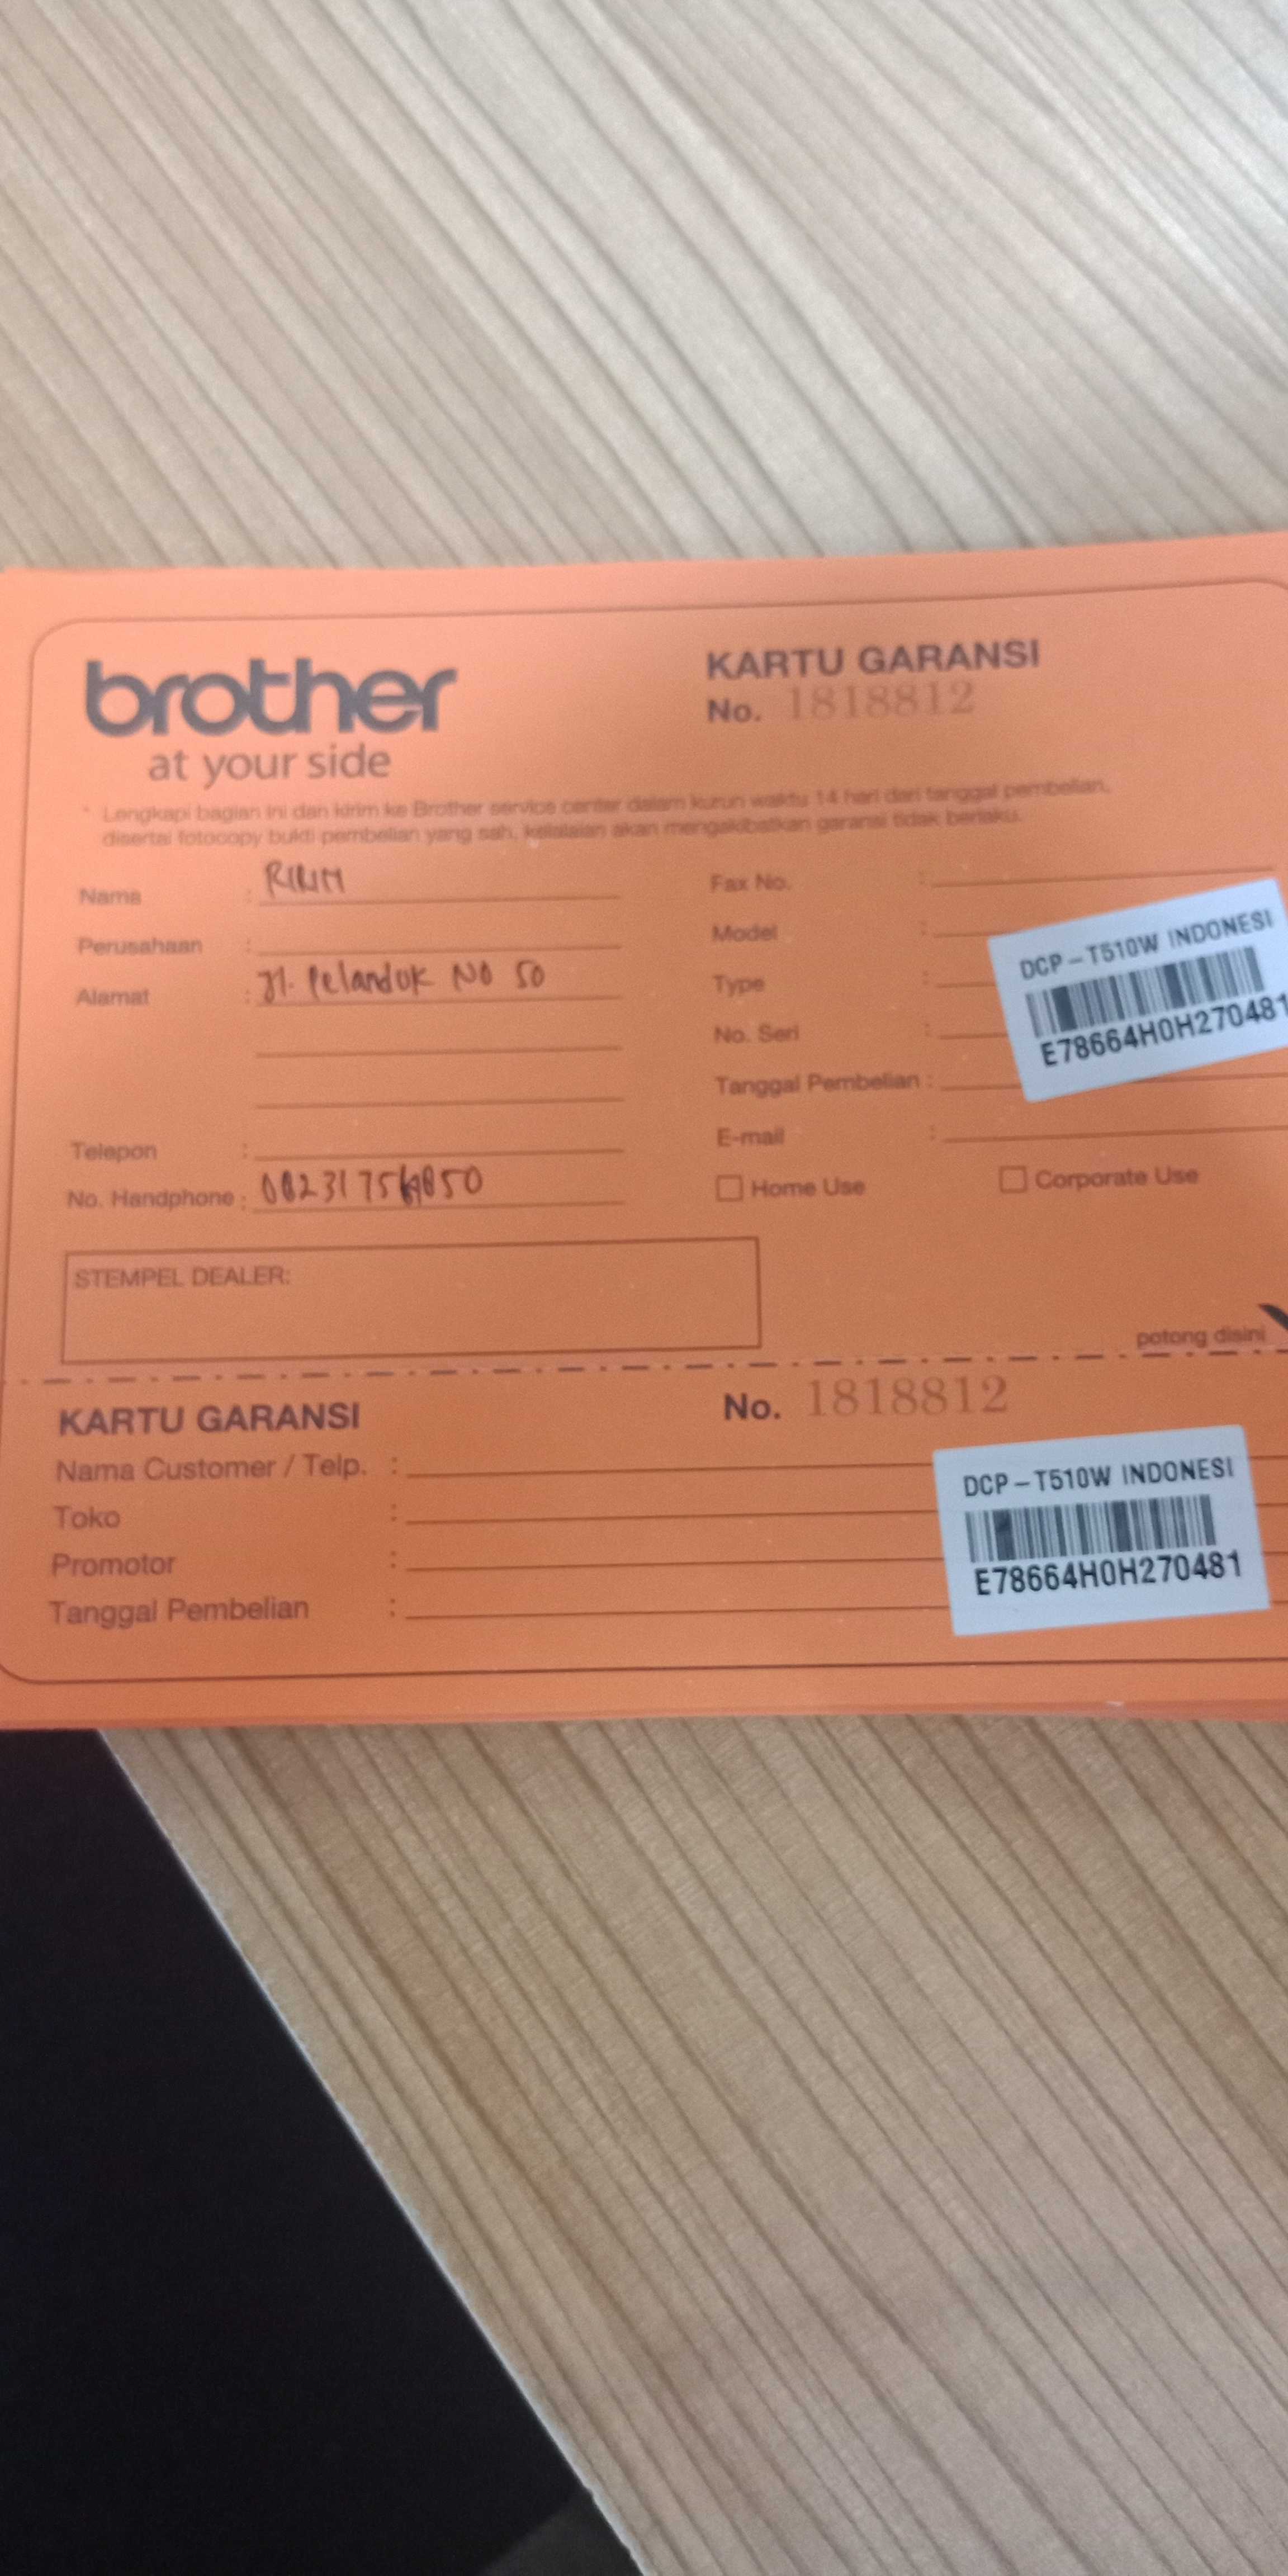 brother
at your side
KARTU GARANSI
No. 1818812
* Lengkapi bagian ini dan kirim ke Brother service center dalam kurun waktu 14 hari dari tanggal pembelian,
disertai fotocopy bukti pembelian yang sah, kelalaian akan mengakibatkan garansi tidak berlaku.
Nama :
Perusahaan :
Alamat : Jl. Pelanduk NO 50
Telepon :
No. Handphone :
Fax No. :
Model :
Type :
No. Seri :
Tanggal Pembelian :
E-mail :
Home Use
Corporate Use
DCP-T510W INDONESI
E78664H0H270481
STEMPEL DEALER:
potong disini
KARTU GARANSI
No. 1818812
Nama Customer / Telp. :
Toko :
Promotor :
Tanggal Pembelian :
DCP-T510W INDONESI
E78664H0H270481